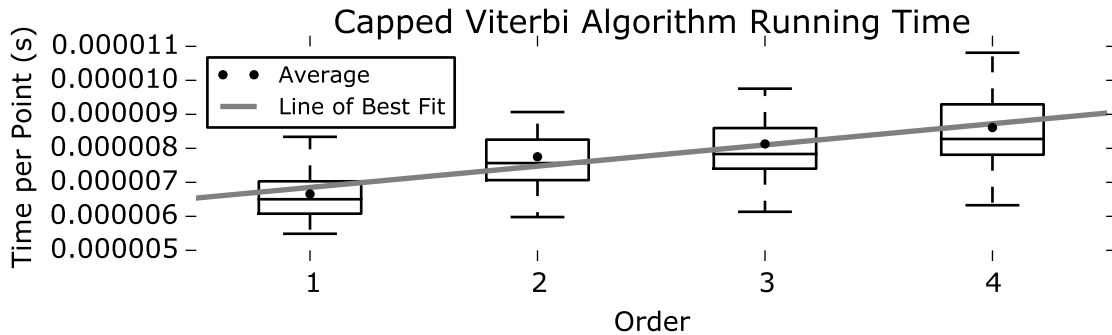 Capped Viterbi Algorithm Running Time
Time per Point (s)
0.000011
0.000010
0.000009
0.000008
0.000007
0.000006
0.000005
Average
Line of Best Fit
1 2 3 4
Order